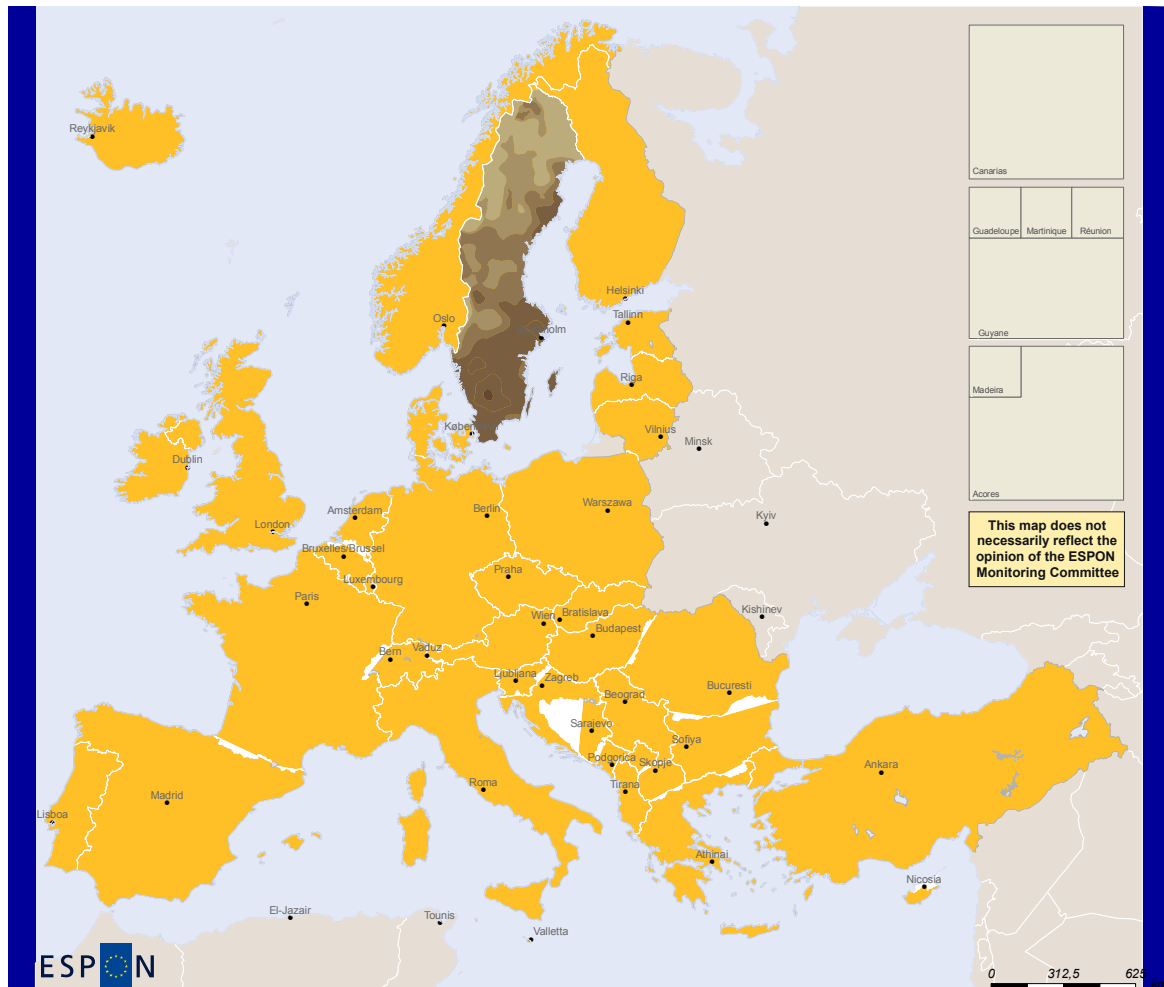 Reykjavik
Canarias
Guadeloupe Martinique Réunion
Guyane
Helsinki
Oslo
Tallinn
Riga
Madeira
Vilnius
Minsk
Dublin
Acores
Warszawa
Berlin
Amsterdam
Kyiv
London
This map does not
necessarily reflect the
opinion of the ESPON
Monitoring Committee
Bruxelles/Brussel
Praha
Luxembourg
Paris
Kishinev
Wien
Bratislava
Budapest
Bern
Vaduz
Ljubljana
Zagreb
Bucuresti
Beograd
Sarajevo
Sofiya
Podgorica
Skopje
Ankara
Roma
Tirana
Madrid
Lisboa
Athinai
Nicosia
El-Jazair
Tounis
Valletta
ESPON
0 312,5 625